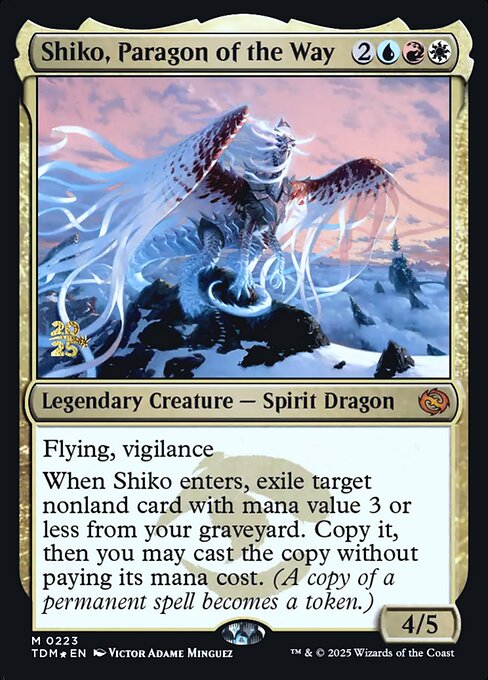 Shiko, Paragon of the Way 2
20
25
Legendary Creature — Spirit Dragon
Flying, vigilance
When Shiko enters, exile target
nonland card with mana value 3 or
less from your graveyard. Copy it,
then you may cast the copy without
paying its mana cost. (A copy of a
permanent spell becomes a token.)
4/5
M 0223
TDM★EN Victor Adame Minguez
™ & © 2025 Wizards of the Coast